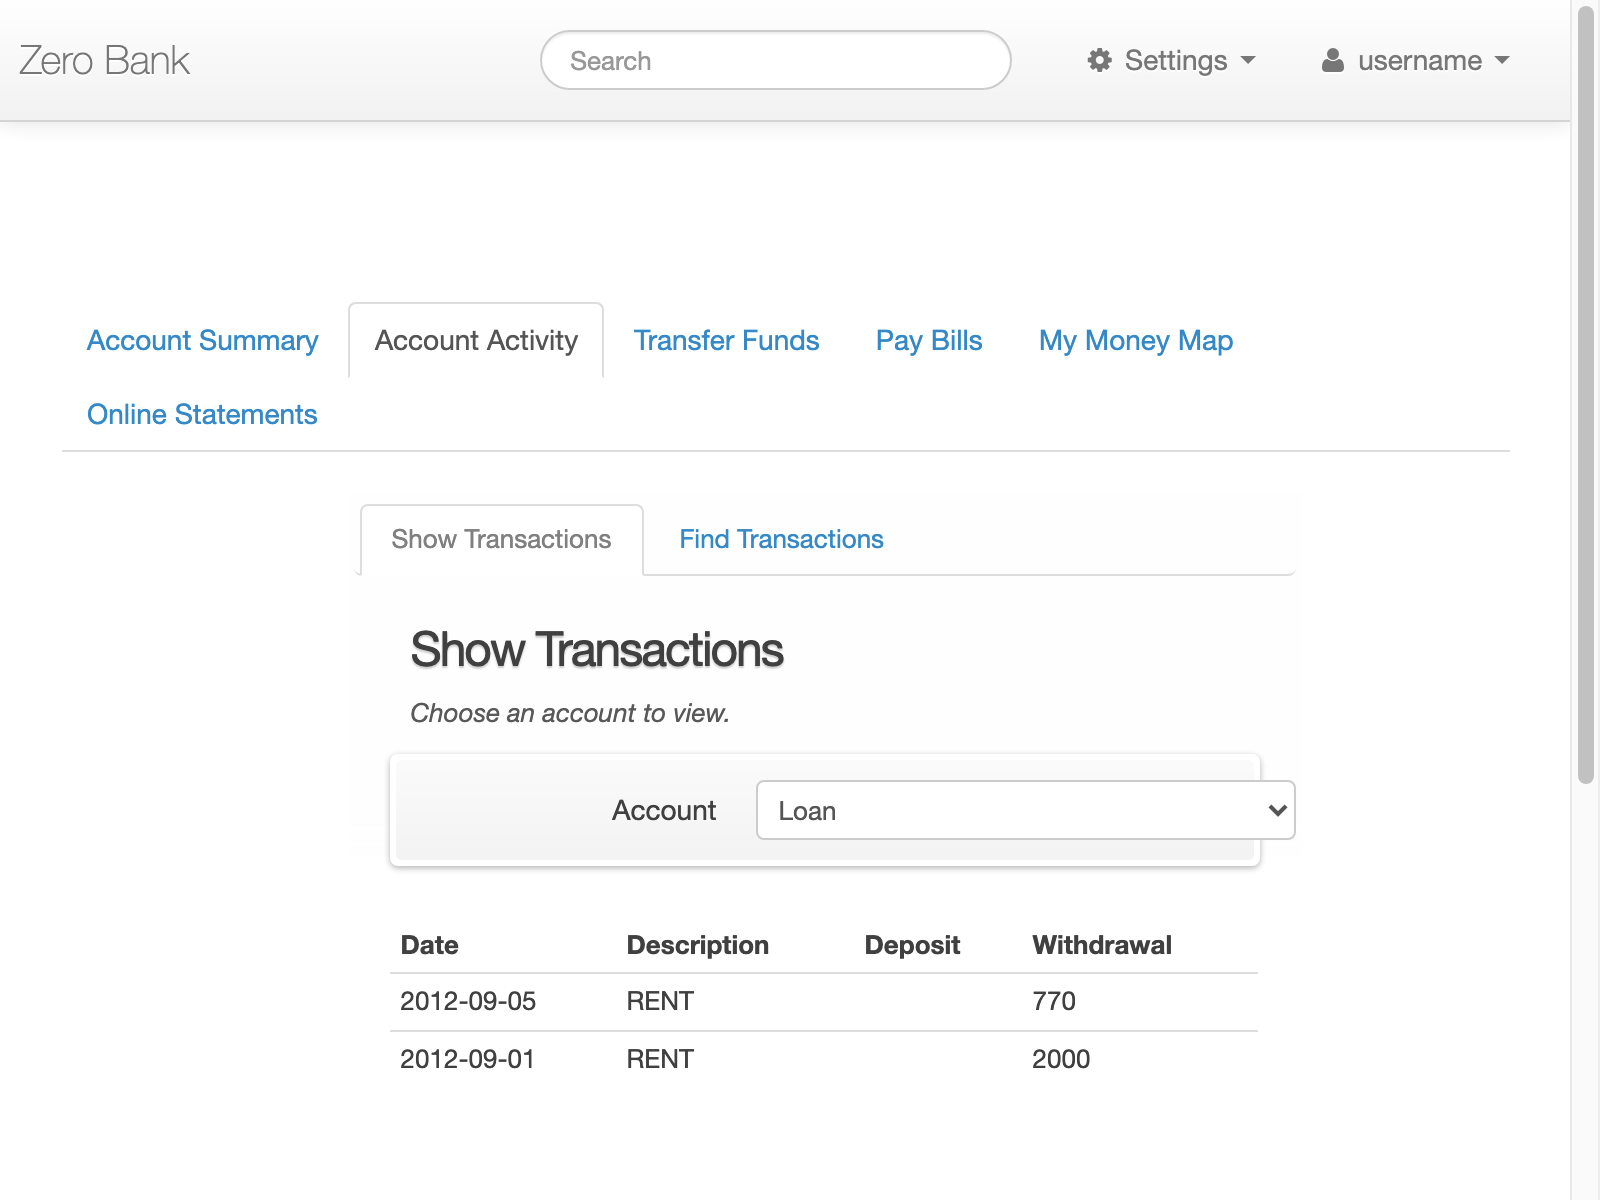 Zero Bank
Search
Settings
username
Account Summary
Account Activity
Transfer Funds
Pay Bills
My Money Map
Online Statements
Show Transactions
Find Transactions
Show Transactions
Choose an account to view.
Account
Loan
Date Description Deposit Withdrawal
2012-09-05 RENT 770
2012-09-01 RENT 2000